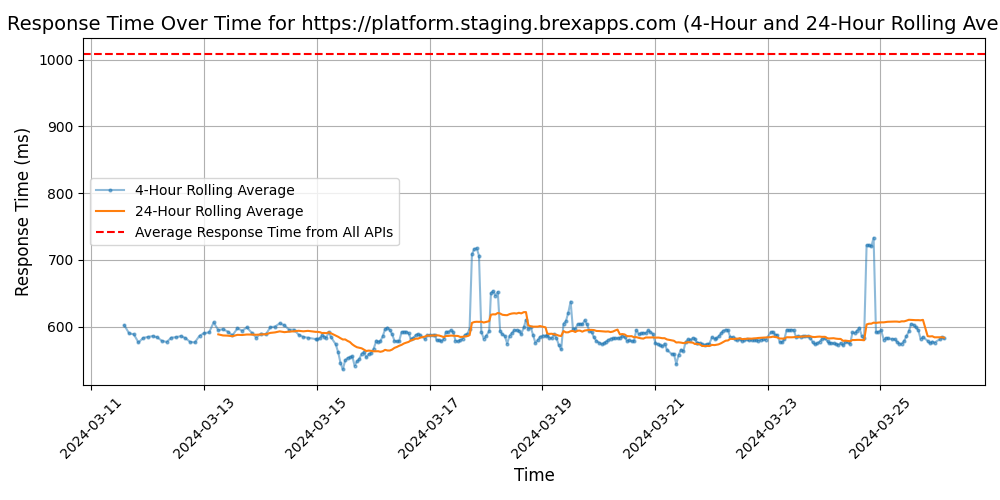 Response Time Over Time for https://platform.staging.brexapps.com (4-Hour and 24-Hour Rolling Ave
Response Time (ms)
1000
900
800
700
600
4-Hour Rolling Average
24-Hour Rolling Average
Average Response Time from All APIs
2024-03-11
2024-03-13
2024-03-15
2024-03-17
2024-03-19
2024-03-21
2024-03-23
2024-03-25
Time